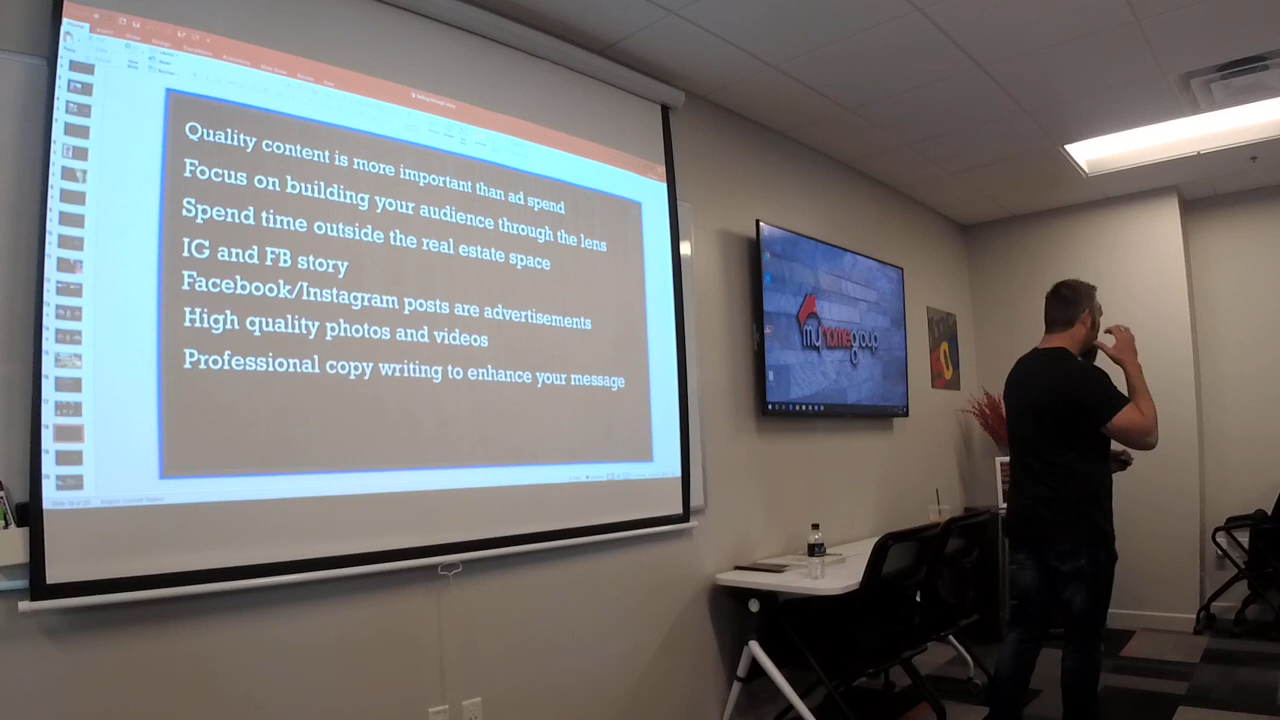 Quality content is more important than ad spend
Focus on building your audience through the lens
Spend time outside the real estate space
IG and FB story
Facebook/Instagram posts are advertisements
High quality photos and videos
Professional copy writing to enhance your message
myhomegroup